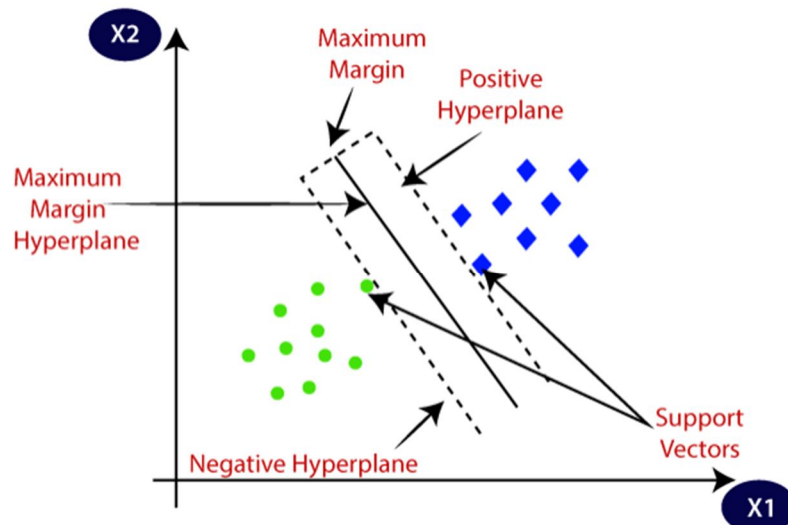 X2
Maximum
Margin
Positive
Hyperplane
Maximum
Margin
Hyperplane
Support
Vectors
Negative Hyperplane
X1